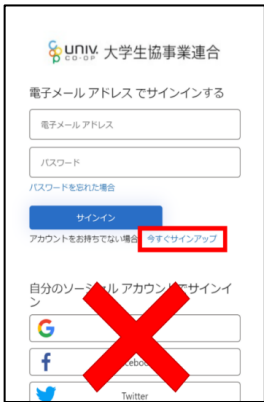 univ. CO-OP 大学生協事業連合
電子メール アドレス でサインインする
電子メール アドレス
パスワード
パスワードを忘れた場合
サインイン
アカウントをお持ちでない場合 今すぐサインアップ
自分のソーシャル アカウント でサインイ
ン
Twitter